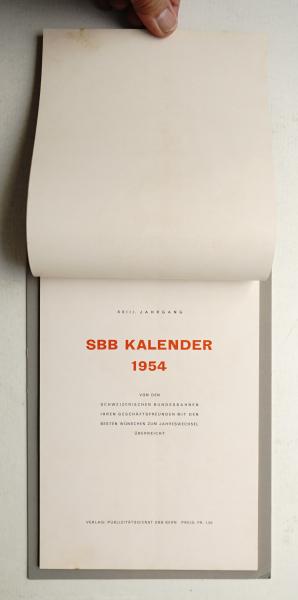 XXIII. JAHRGANG
SBB KALENDER
1954
VON DEN
SCHWEIZERISCHEN BUNDESBAHNEN
IHREN GESCHÄFTSFREUNDEN MIT DEN
BESTEN WÜNSCHEN ZUM JAHRESWECHSEL
ÜBERREICHT
VERLAG: PUBLIZITÄTSDIENST SBB BERN PREIS: FR. 1.50